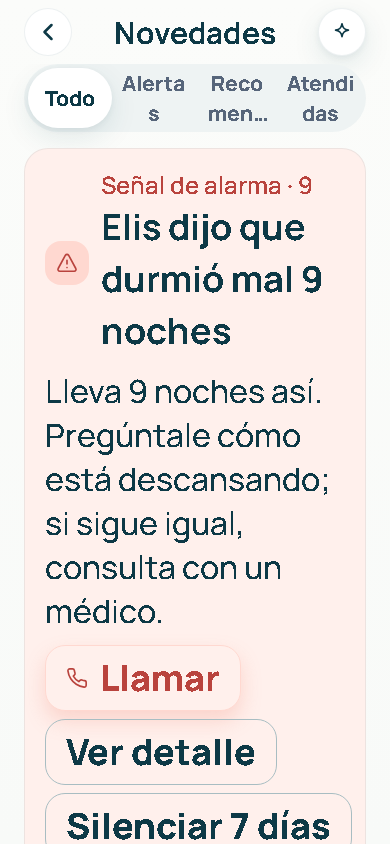 Novedades
Todo
Alerta
s
Reco
men...
Atendi
das
Señal de alarma · 9
Elis dijo que
durmió mal 9
noches
Lleva 9 noches así.
Pregúntale cómo
está descansando;
si sigue igual,
consulta con un
médico.
Llamar
Ver detalle
Silenciar 7 días